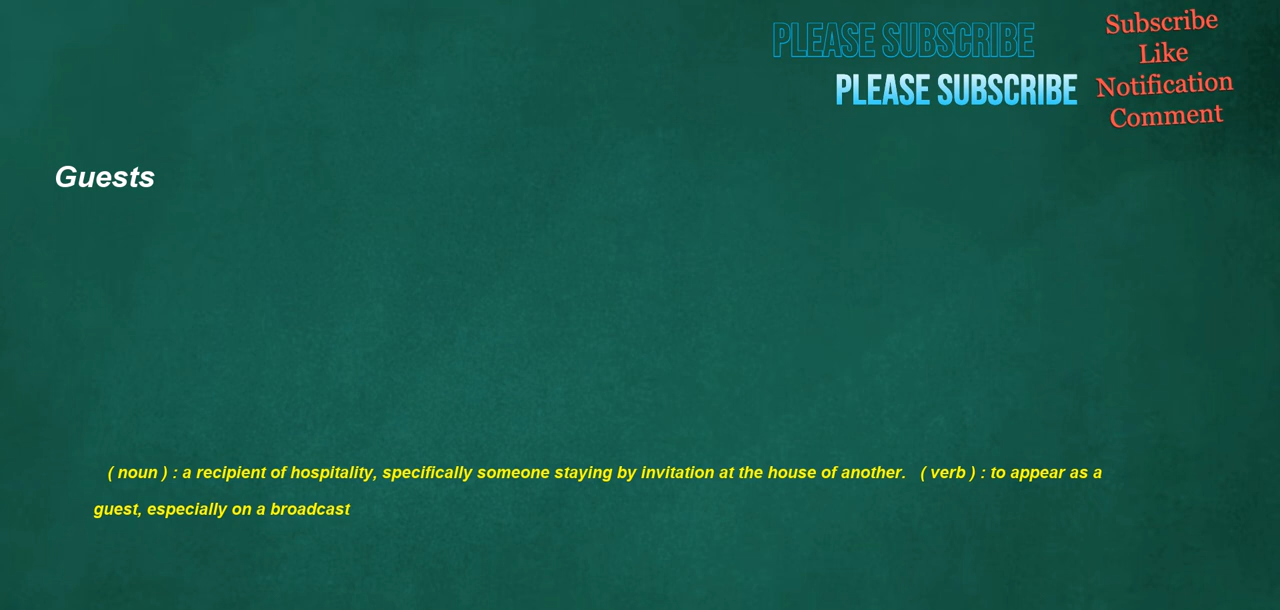 PLEASE SUBSCRIBE
PLEASE SUBSCRIBE
Subscribe
Like
Notification
Comment
Guests
( noun ) : a recipient of hospitality, specifically someone staying by invitation at the house of another. ( verb ) : to appear as a
guest, especially on a broadcast